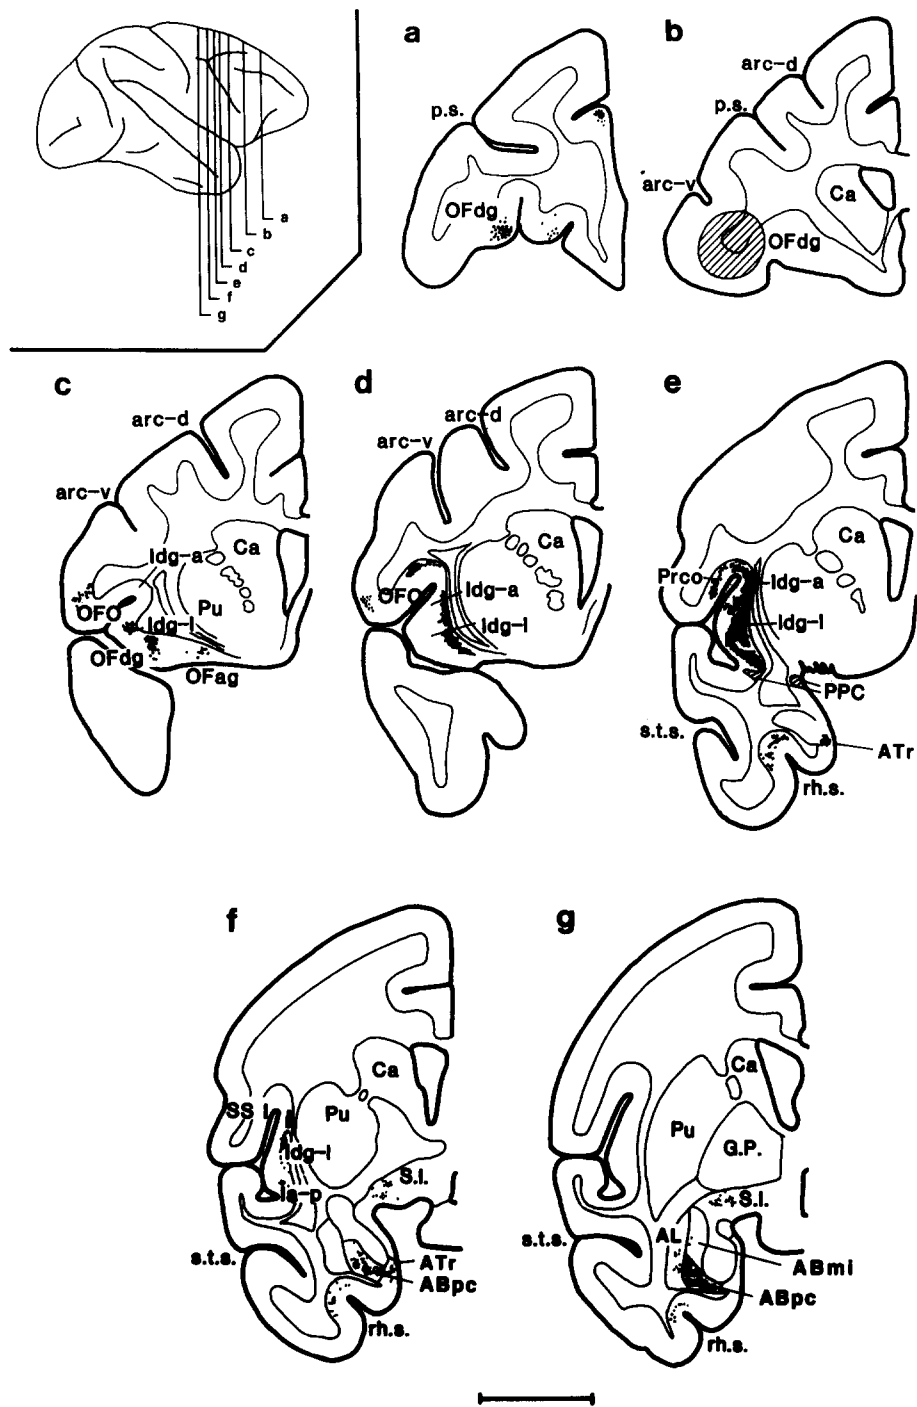 a
b
c
d
e
f
g
a
p.s.
OFdg
b
arc-d
p.s.
arc-v
Ca
OFdg
c
arc-d
arc-v
Idg-a
Ca
OFO
Pu
Idg-l
OFdg
OFag
d
arc-d
arc-v
Ca
OFO
Idg-a
Idg-l
e
Prco
Idg-a
Idg-l
PPC
s.t.s.
ATr
rh.s.
f
Ca
SS I
Pu
Idg-l
S.I.
Ia-p
s.t.s.
ATr
ABpc
rh.s.
g
Ca
Pu
G.P.
S.I.
s.t.s.
AL
ABmi
ABpc
rh.s.